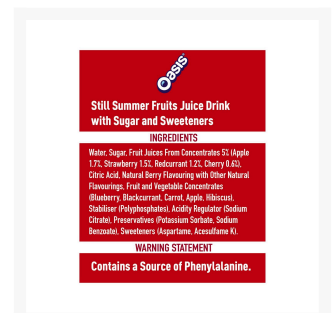 Oasis
Still Summer Fruits Juice Drink
with Sugar and Sweeteners
INGREDIENTS
Water, Sugar, Fruit Juices From Concentrates 5% (Apple
1.7%, Strawberry 1.5%, Redcurrant 1.2%, Cherry 0.6%),
Citric Acid, Natural Berry Flavouring with Other Natural
Flavourings, Fruit and Vegetable Concentrates
(Blueberry, Blackcurrant, Carrot, Apple, Hibiscus),
Stabiliser (Polyphosphates), Acidity Regulator (Sodium
Citrate), Preservatives (Potassium Sorbate, Sodium
Benzoate), Sweeteners (Aspartame, Acesulfame K).
WARNING STATEMENT
Contains a Source of Phenylalanine.